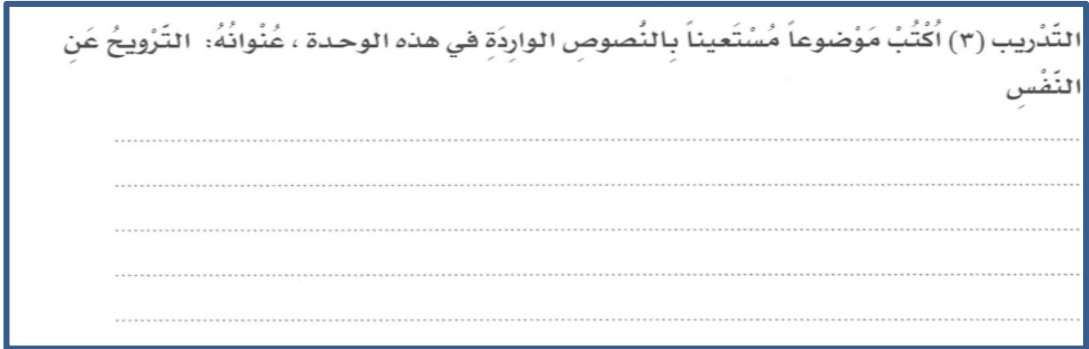 التَّدْريب (٣) اُكْتُبْ مَوْضوعاً مُسْتَعيناً بِالنُّصوصِ الوارِدَةِ في هذه الوحدة ، عُنْوانُهُ: التَّرْويحُ عَنِ
النَّفْسِ